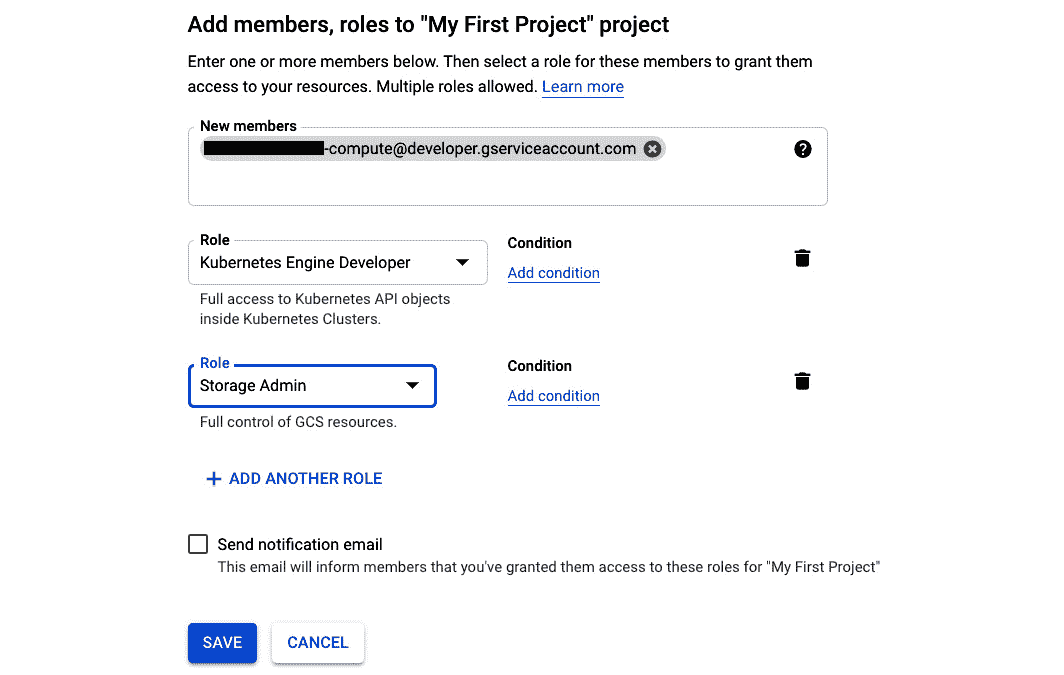 Add members, roles to "My First Project" project
Enter one or more members below. Then select a role for these members to grant them
access to your resources. Multiple roles allowed. Learn more
New members
-compute@developer.gserviceaccount.com
Role
Kubernetes Engine Developer
Condition
Add condition
Full access to Kubernetes API objects
inside Kubernetes Clusters.
Role
Storage Admin
Condition
Add condition
Full control of GCS resources.
+ ADD ANOTHER ROLE
Send notification email
This email will inform members that you've granted them access to these roles for "My First Project"
SAVE
CANCEL